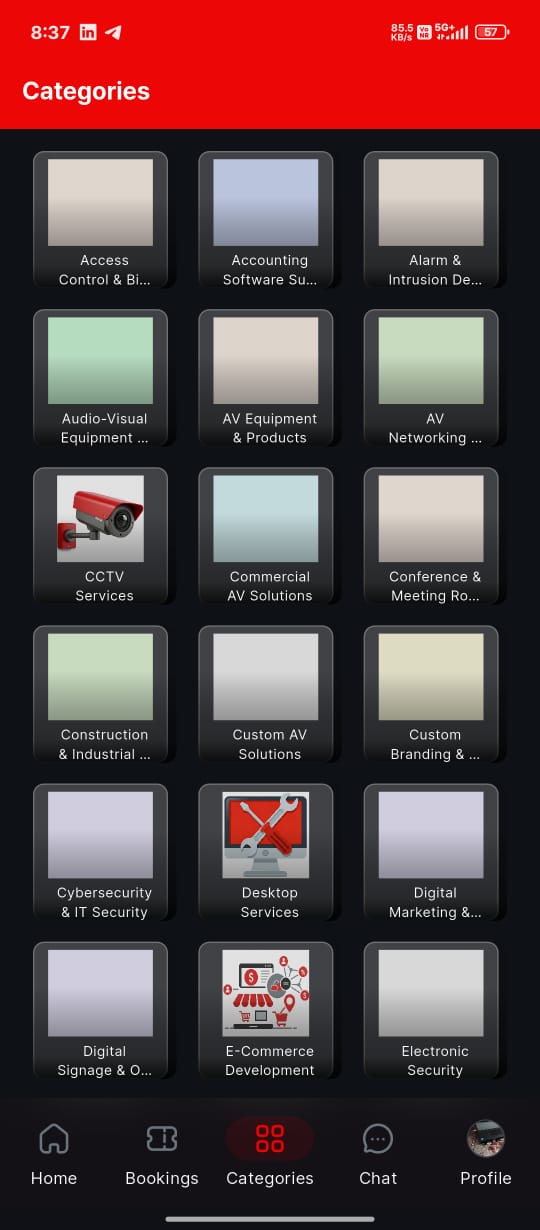 8:37
85.5 KB/s Vo NR 5G+ 57
Categories
Access
Control & Bi...
Accounting
Software Su...
Alarm &
Intrusion De...
Audio-Visual
Equipment ...
AV Equipment
& Products
AV
Networking ...
CCTV
Services
Commercial
AV Solutions
Conference &
Meeting Ro...
Construction
& Industrial ...
Custom AV
Solutions
Custom
Branding & ...
Cybersecurity
& IT Security
Desktop
Services
Digital
Marketing &...
Digital
Signage & O...
E-Commerce
Development
Electronic
Security
Home
Bookings
Categories
Chat
Profile